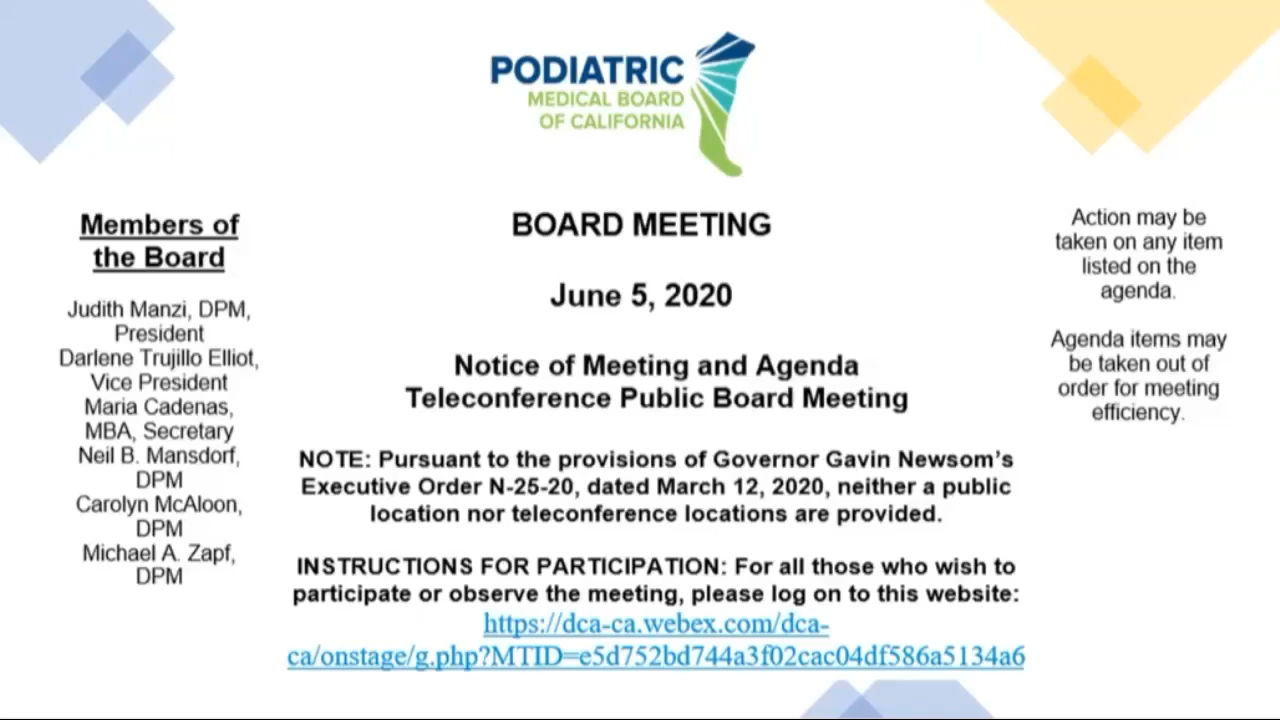 PODIATRIC
MEDICAL BOARD
OF CALIFORNIA
Members of
the Board
Judith Manzi, DPM,
President
Darlene Trujillo Elliot,
Vice President
Maria Cadenas,
MBA, Secretary
Neil B. Mansdorf,
DPM
Carolyn McAloon,
DPM
Michael A. Zapf,
DPM
BOARD MEETING
June 5, 2020
Notice of Meeting and Agenda
Teleconference Public Board Meeting
NOTE: Pursuant to the provisions of Governor Gavin Newsom’s
Executive Order N-25-20, dated March 12, 2020, neither a public
location nor teleconference locations are provided.
INSTRUCTIONS FOR PARTICIPATION: For all those who wish to
participate or observe the meeting, please log on to this website:
https://dca-ca.webex.com/dca-
ca/onstage/g.php?MTID=e5d752bd744a3f02cac04df586a5134a6
Action may be
taken on any item
listed on the
agenda.
Agenda items may
be taken out of
order for meeting
efficiency.